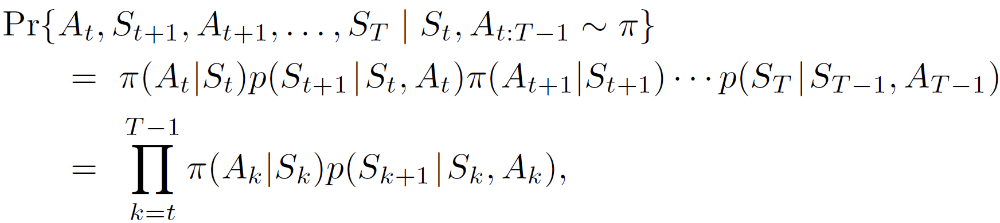 Pr{A_t, S_{t+1}, A_{t+1}, . . . , S_T | S_t, A_{t:T−1} ∼ π}
= π(A_t|S_t)p(S_{t+1} | S_t, A_t)π(A_{t+1}|S_{t+1}) · · · p(S_T | S_{T−1}, A_{T−1})
= ∏_{k=t}^{T−1} π(A_k|S_k)p(S_{k+1} | S_k, A_k),